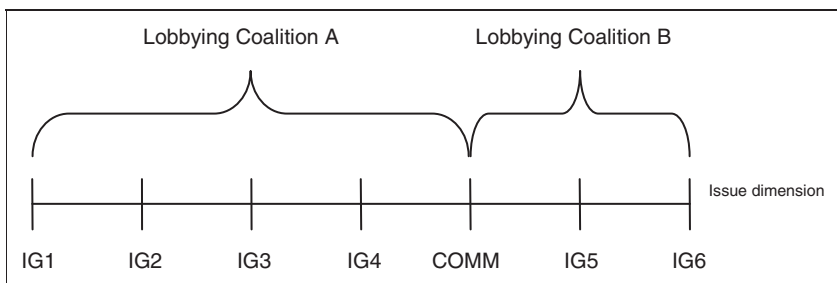 Lobbying Coalition A Lobbying Coalition B
Issue dimension
IG1 IG2 IG3 IG4 COMM IG5 IG6